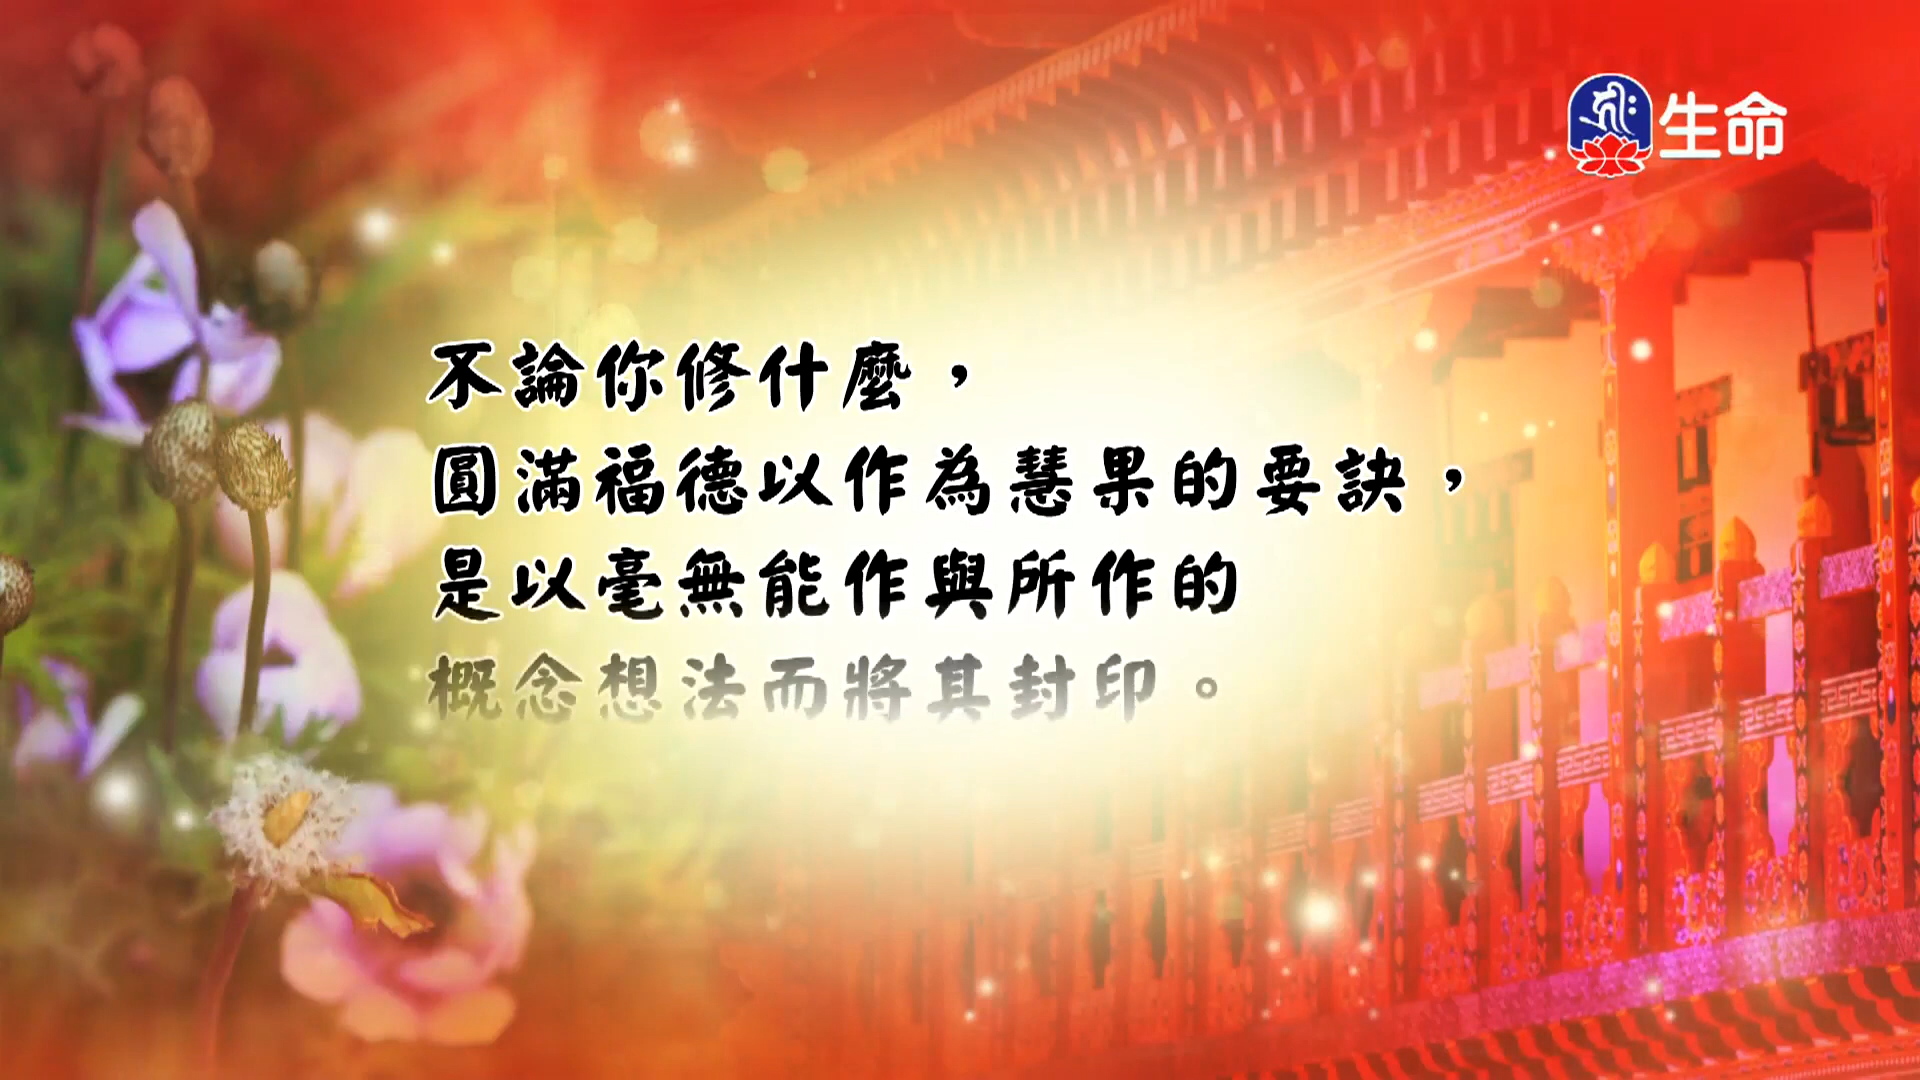 生命
不論你修什麼，
圓滿福德以作為慧果的要訣，
是以毫無能作與所作的
概念想法而將其封印。